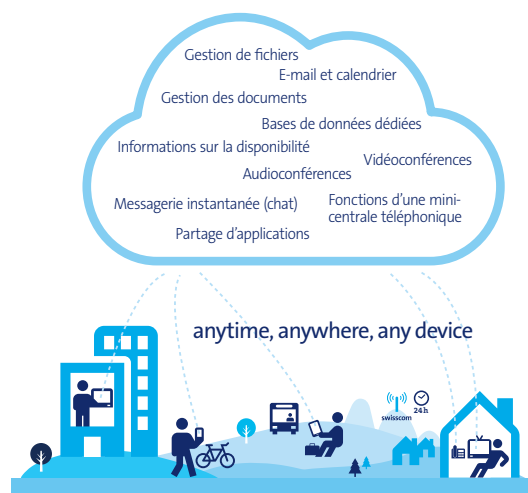 Gestion de fichiers
E-mail et calendrier
Gestion des documents
Bases de données dédiées
Informations sur la disponibilité
Vidéoconférences
Audioconférences
Messagerie instantanée (chat)
Fonctions d'une mini-
centrale téléphonique
Partage d'applications
anytime, anywhere, any device
swisscom
24h